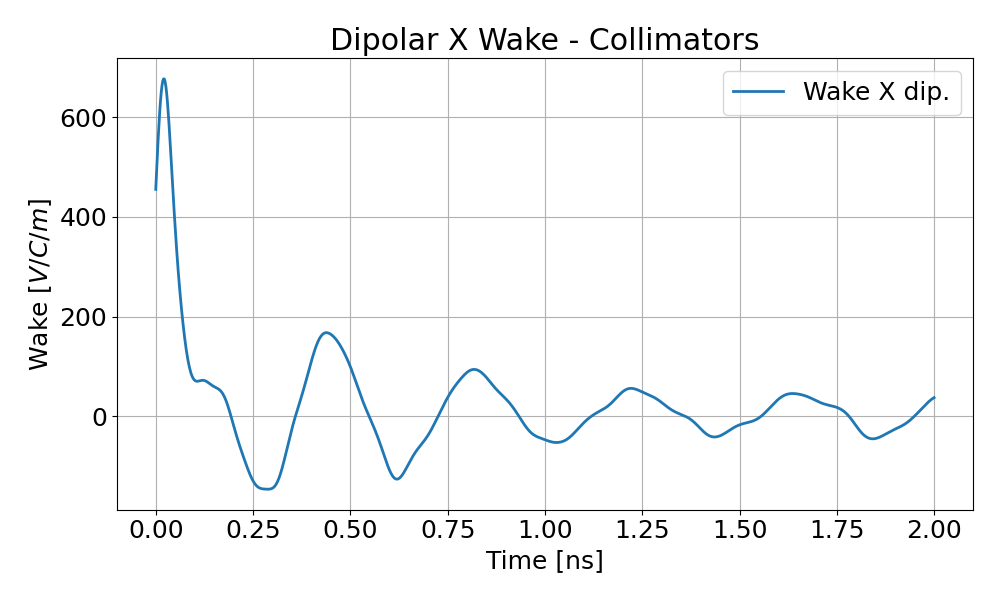 Dipolar X Wake - Collimators
Wake X dip.
Wake [V/C/m]
600
400
200
0
0.00 0.25 0.50 0.75 1.00 1.25 1.50 1.75 2.00
Time [ns]